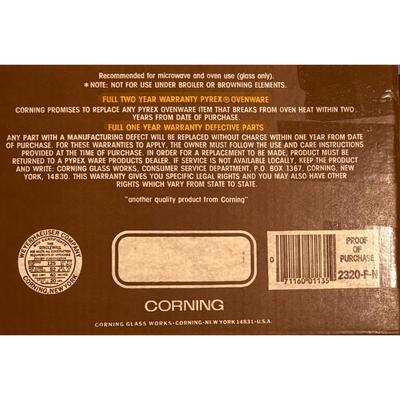 Recommended for microwave and oven use (glass only).
*NOTE: NOT FOR USE UNDER BROILER OR BROWNING ELEMENTS.
FULL TWO YEAR WARRANTY PYREX® OVENWARE
CORNING PROMISES TO REPLACE ANY PYREX OVENWARE ITEM THAT BREAKS FROM OVEN HEAT WITHIN TWO
YEARS FROM DATE OF PURCHASE.
FULL ONE YEAR WARRANTY DEFECTIVE PARTS
ANY PART WITH A MANUFACTURING DEFECT WILL BE REPLACED WITHOUT CHARGE WITHIN ONE YEAR FROM DATE
OF PURCHASE. FOR THESE WARRANTIES TO APPLY, THE OWNER MUST FOLLOW THE USE AND CARE INSTRUCTIONS
PROVIDED AT THE TIME OF PURCHASE. IN ORDER FOR A REPLACEMENT TO BE MADE, PRODUCT MUST BE
RETURNED TO A PYREX WARE PRODUCTS DEALER. IF SERVICE IS NOT AVAILABLE LOCALLY, KEEP THE PRODUCT
AND WRITE: CORNING GLASS WORKS, CONSUMER SERVICE DEPARTMENT, P.O. BOX 1367, CORNING, NEW
YORK, 14830. THIS WARRANTY GIVES YOU SPECIFIC LEGAL RIGHTS AND YOU MAY ALSO HAVE OTHER
RIGHTS WHICH VARY FROM STATE TO STATE.
"another quality product from Corning"
WEYERHAEUSER COMPANY
SINGLEWALL
125
CORNING, NEW YORK
PROOF
OF
PURCHASE
2320-F-N
0 71160 01135
CORNING
CORNING GLASS WORKS•CORNING•NEW YORK 14831•U.S.A.